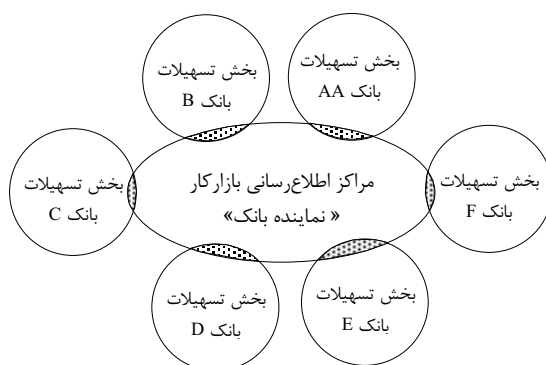 بخش تسهیلات
بانک AA
بخش تسهیلات
بانک B
بخش تسهیلات
بانک F
مراکز اطلاع‌رسانی بازارکار
« نماینده بانک»
بخش تسهیلات
بانک C
بخش تسهیلات
بانک E
بخش تسهیلات
بانک D